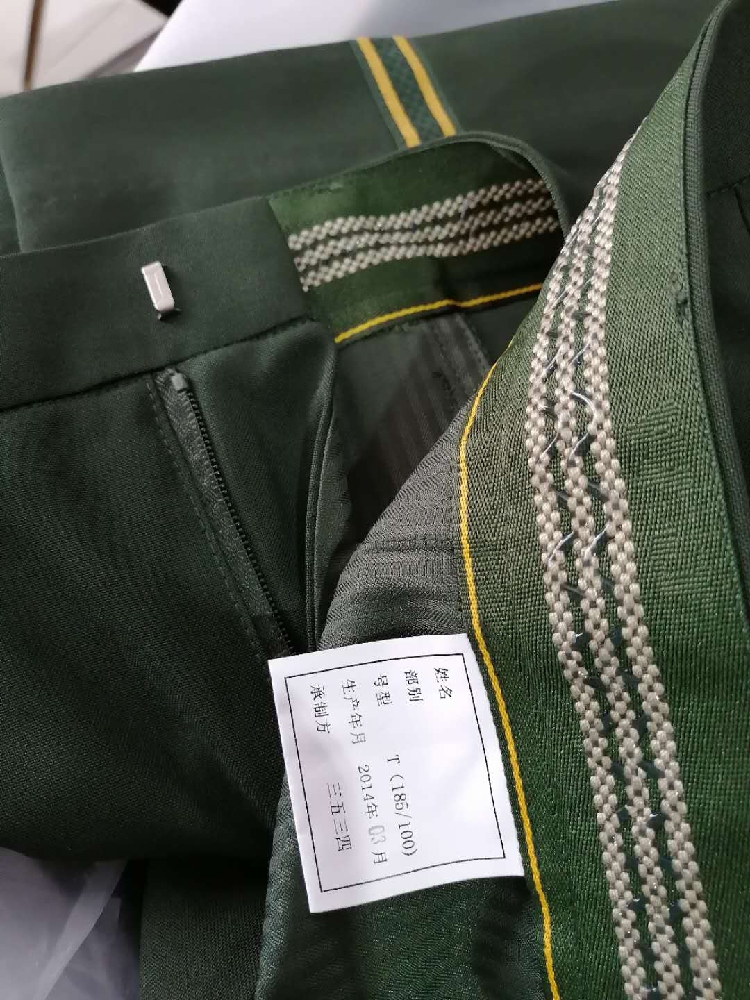 姓名
部别
号型 T（185/100）
生产年月 2014年03月
承制方 三五三四